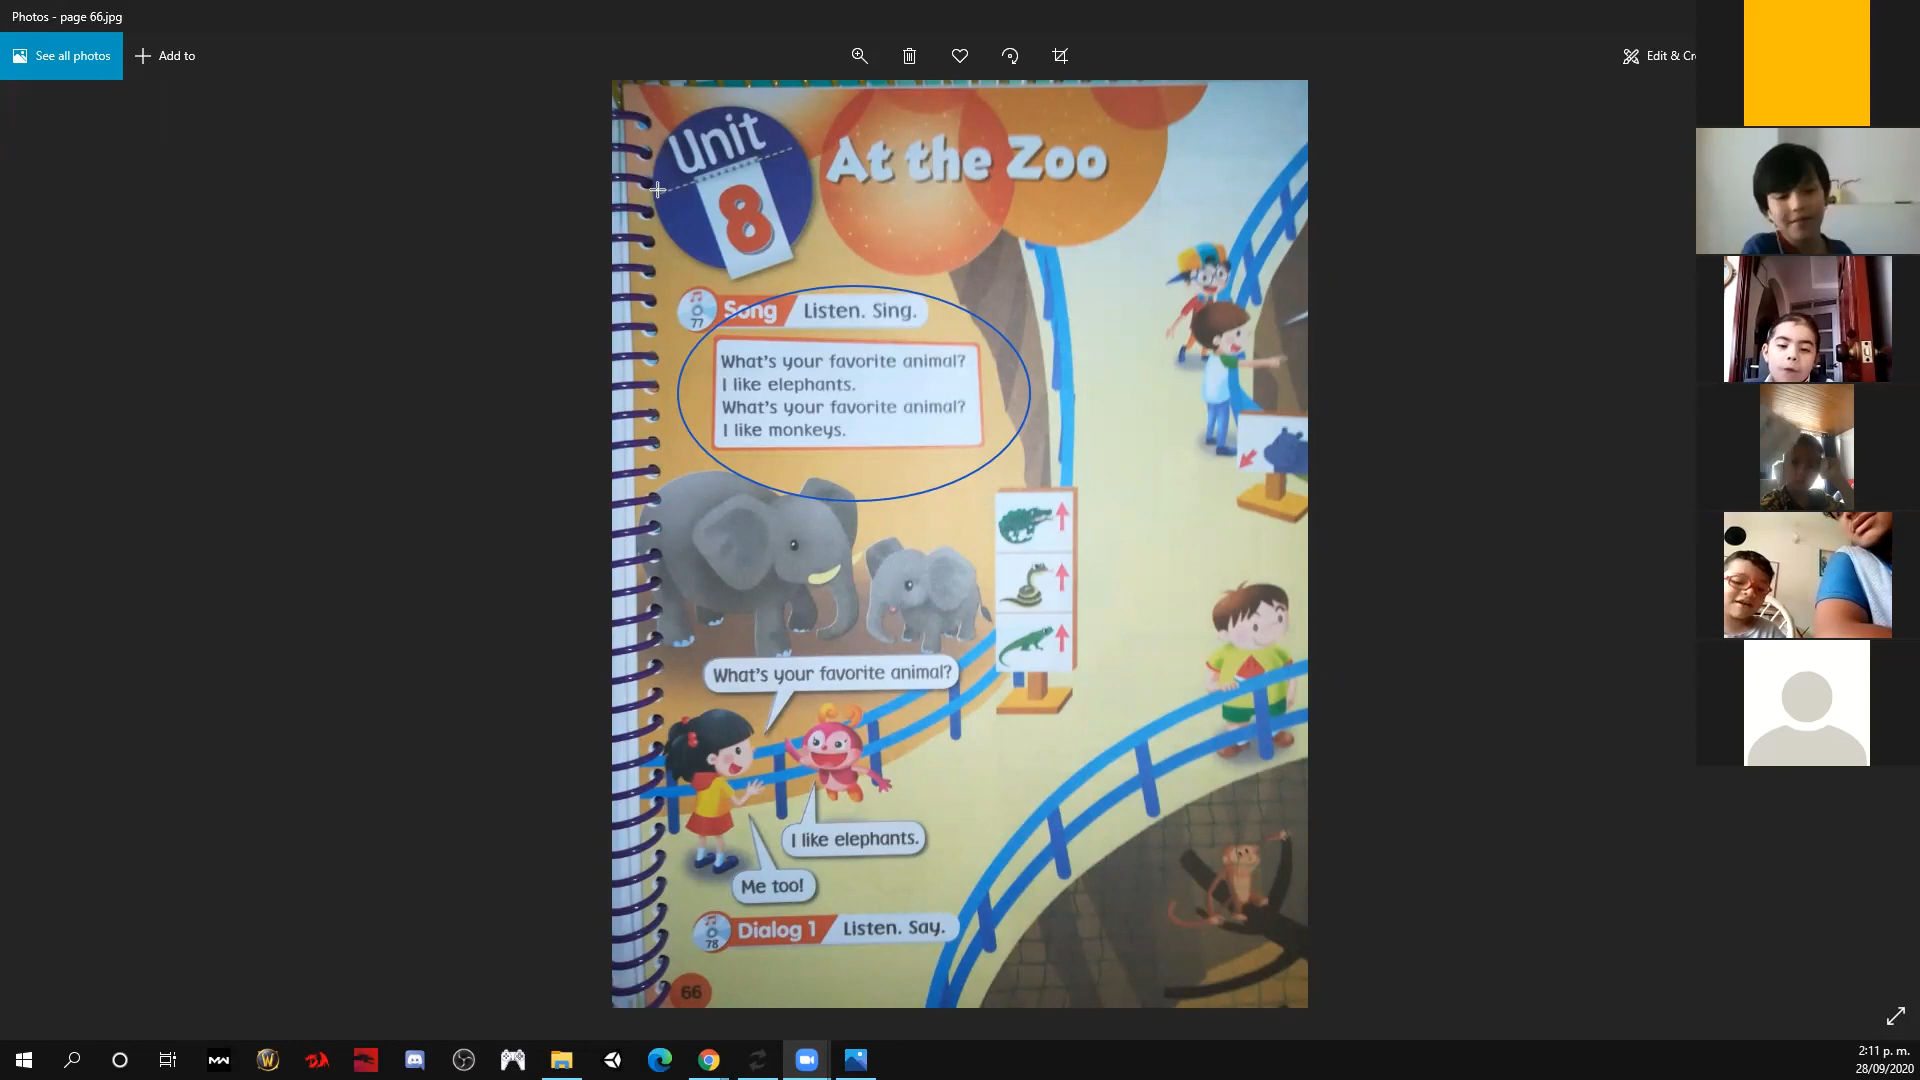 Photos - page 66.jpg
See all photos
Add to
Edit & Cr
Unit
8
At the Zoo
77
Song Listen. Sing.
What's your favorite animal?
I like elephants.
What's your favorite animal?
I like monkeys.
What's your favorite animal?
I like elephants.
Me too!
78
Dialog 1 Listen. Say.
66
MW
W
2:11 p. m.
28/09/2020